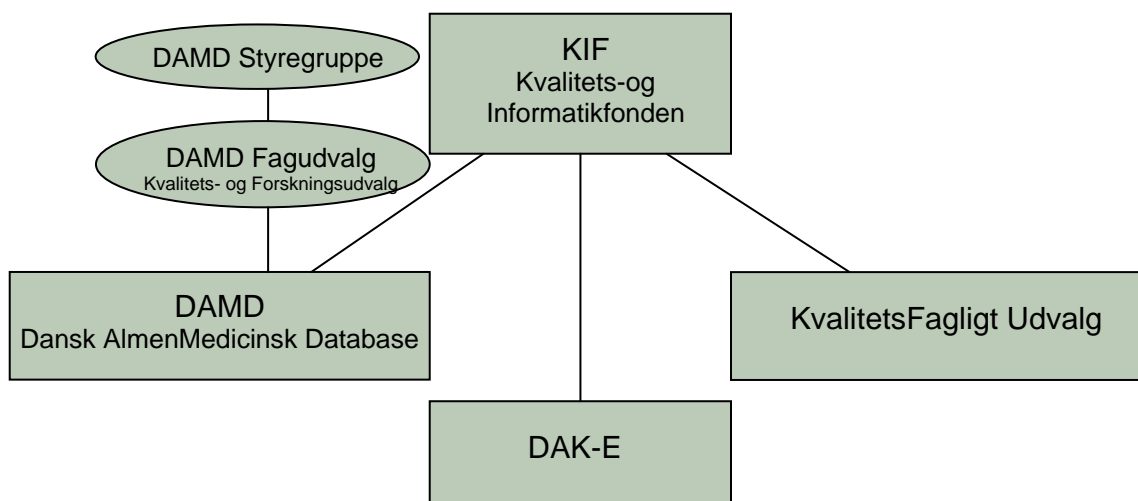 DAMD Styregruppe
DAMD Fagudvalg
Kvalitets- og Forskningsudvalg
KIF
Kvalitets-og
Informatikfonden
DAMD
Dansk AlmenMedicinsk Database
KvalitetsFagligt Udvalg
DAK-E